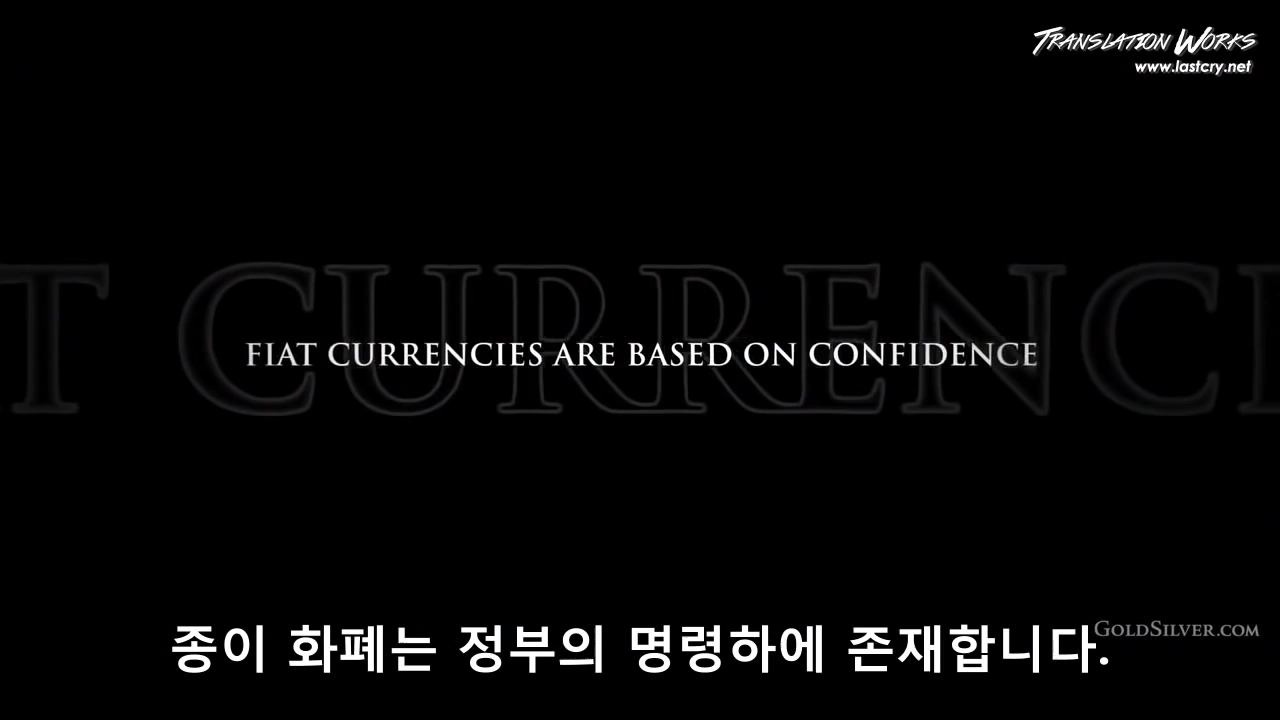 TRANSLATION WORKS
www.lastcry.net
T CURRENC
FIAT CURRENCIES ARE BASED ON CONFIDENCE
GOLDSILVER.COM
종이 화폐는 정부의 명령하에 존재합니다.